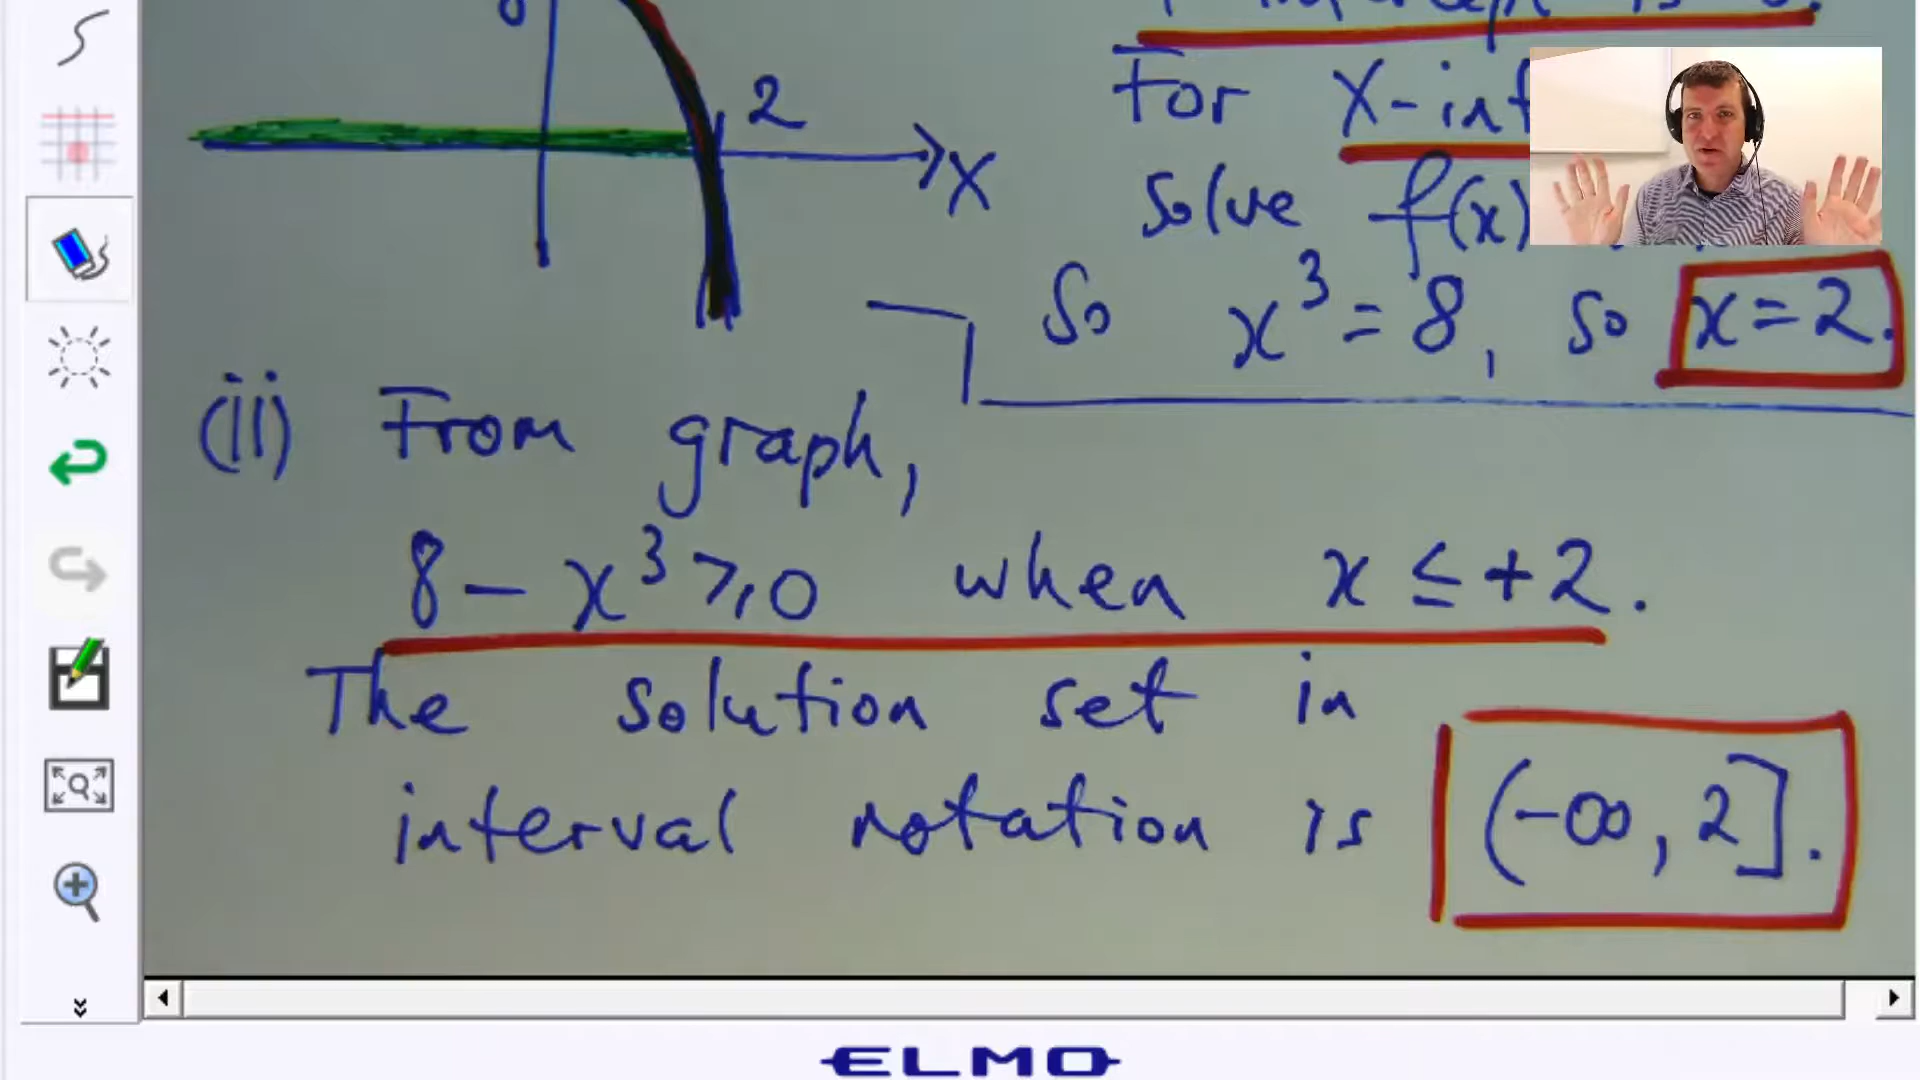 2
X
is
For X-int
Solve f(x)
So x³ = 8, so x = 2.
(ii) From graph,
8 - x³ ⩾ 0 when x ≤ +2.
The solution set in
interval notation is (-∞, 2].
ELMO